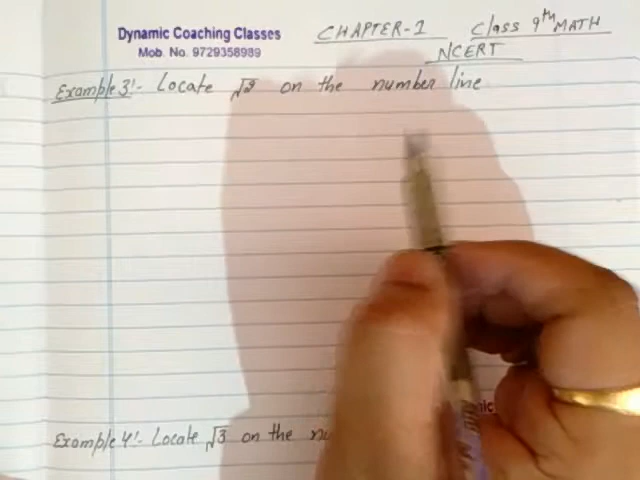 Dynamic Coaching Classes
Mob. No. 9729358989
CHAPTER-1 Class 9th MATH
NCERT
Example 3:- Locate √2 on the number line
Example 4:- Locate √3 on the